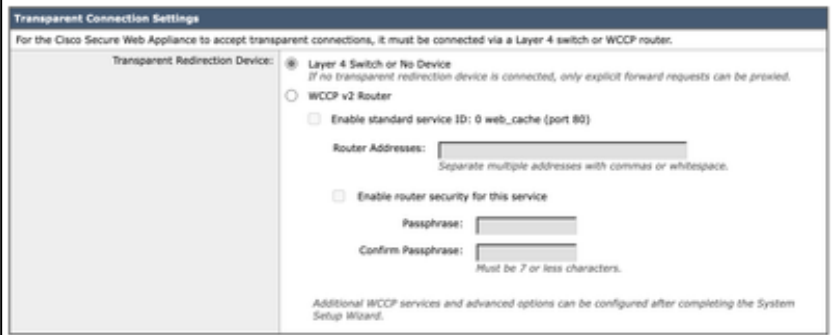 Transparent Connection Settings
For the Cisco Secure Web Appliance to accept transparent connections, it must be connected via a Layer 4 switch or WCCP router.
Transparent Redirection Device:
Layer 4 Switch or No Device
If no transparent redirection device is connected, only explicit forward requests can be proxied.
WCCP v2 Router
Enable standard service ID: 0 web_cache (port 80)
Router Addresses:
Separate multiple addresses with commas or whitespace.
Enable router security for this service
Passphrase:
Confirm Passphrase:
Must be 7 or less characters.
Additional WCCP services and advanced options can be configured after completing the System
Setup Wizard.